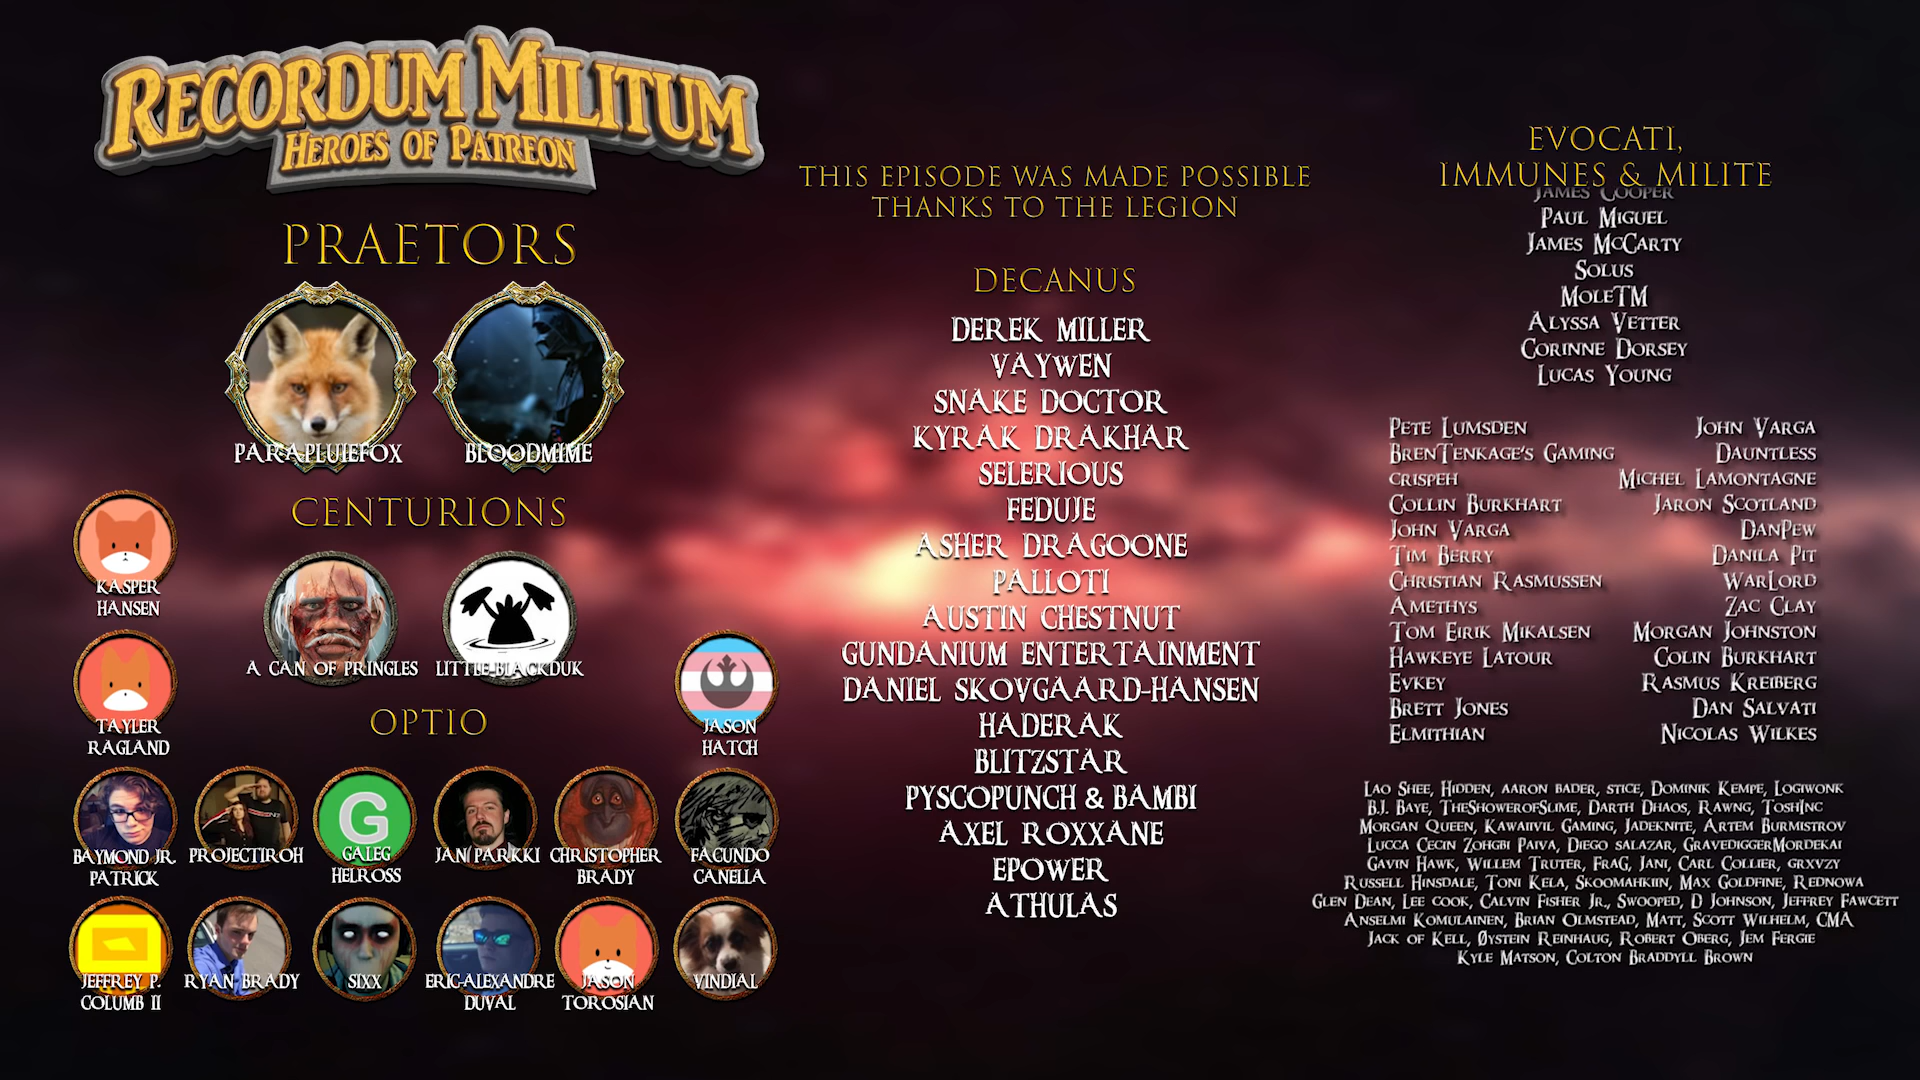 RECORDUM MILITUM
HEROES OF PATREON
PRAETORS
PARAPLUIEFOX
BLOODMIME
CENTURIONS
KASPER
HANSEN
A CAN OF PRINGLES
LITTLE-BLACKDUK
TAYLER
RAGLAND
OPTIO
JASON
HATCH
BAYMOND JR.
PATRICK
PROJECTIROH
G
GALEG
HELROSS
JANI PARKKI
CHRISTOPHER
BRADY
FACUNDO
CANELLA
JEFFREY P.
COLUMB II
RYAN BRADY
SIXX
ERIC-ALEXANDRE
DUVAL
JASON
TOROSIAN
VINDIAL
THIS EPISODE WAS MADE POSSIBLE
THANKS TO THE LEGION
DECANUS
DEREK MILLER
VAYWEN
SNAKE DOCTOR
KYRAK DRAKHAR
SELERIOUS
FEDUJE
ASHER DRAGOONE
PALLOTI
AUSTIN CHESTNUT
GUNDANIUM ENTERTAINMENT
DANIEL SKOVGAARD-HANSEN
HADERAK
BLITZSTAR
PYSCOPUNCH & BAMBI
AXEL ROXXANE
EPOWER
ATHULAS
EVOCATI,
IMMUNES & MILITE
JAMES COOPER
PAUL MIGUEL
JAMES MCCARTY
SOLUS
MOLETM
ALYSSA VETTER
CORINNE DORSEY
LUCAS YOUNG
PETE LUMSDEN
JOHN VARGA
BRENTENKAGE'S GAMING
DAUNTLESS
CRISPEH
MICHEL LAMONTAGNE
COLLIN BURKHART
JARON SCOTLAND
JOHN VARGA
DANPEW
TIM BERRY
DANILA PIT
CHRISTIAN RASMUSSEN
WARLORD
AMETHYS
ZAC CLAY
TOM EIRIK MIKALSEN
MORGAN JOHNSTON
HAWKEYE LATOUR
COLIN BURKHART
EVKEY
RASMUS KREIBERG
BRETT JONES
DAN SALVATI
ELMITHIAN
NICOLAS WILKES
LAO SHEE, HIDDEN, AARON BADER, STICE, DOMINIK KEMPE, LOGIWONK
B.J. BAYE, THESHOWEROFSLIME, DARTH DHAOS, RAWNG, TOSHINC
MORGAN QUEEN, KAWAIIVIL GAMING, JADEKNITE, ARTEM BURMISTROV
LUCCA CECIN ZOHGBI PAIVA, DIEGO SALAZAR, GRAVEDIGGERMORDEKAI
GAVIN HAWK, WILLEM TRUTER, FRAG, JANI, CARL COLLIER, GRXVZY
RUSSELL HINSDALE, TONI KELA, SKOOMAHKIIN, MAX GOLDFINE, REDNOWA
GLEN DEAN, LEE COOK, CALVIN FISHER JR., SWOOPED, D JOHNSON, JEFFREY FAWCETT
ANSELMI KOMULAINEN, BRIAN OLMSTEAD, MATT, SCOTT WILHELM, CMA
JACK OF KELL, ØYSTEIN REINHAUG, ROBERT OBERG, JEM FERGIE
KYLE MATSON, COLTON BRADDYLL BROWN